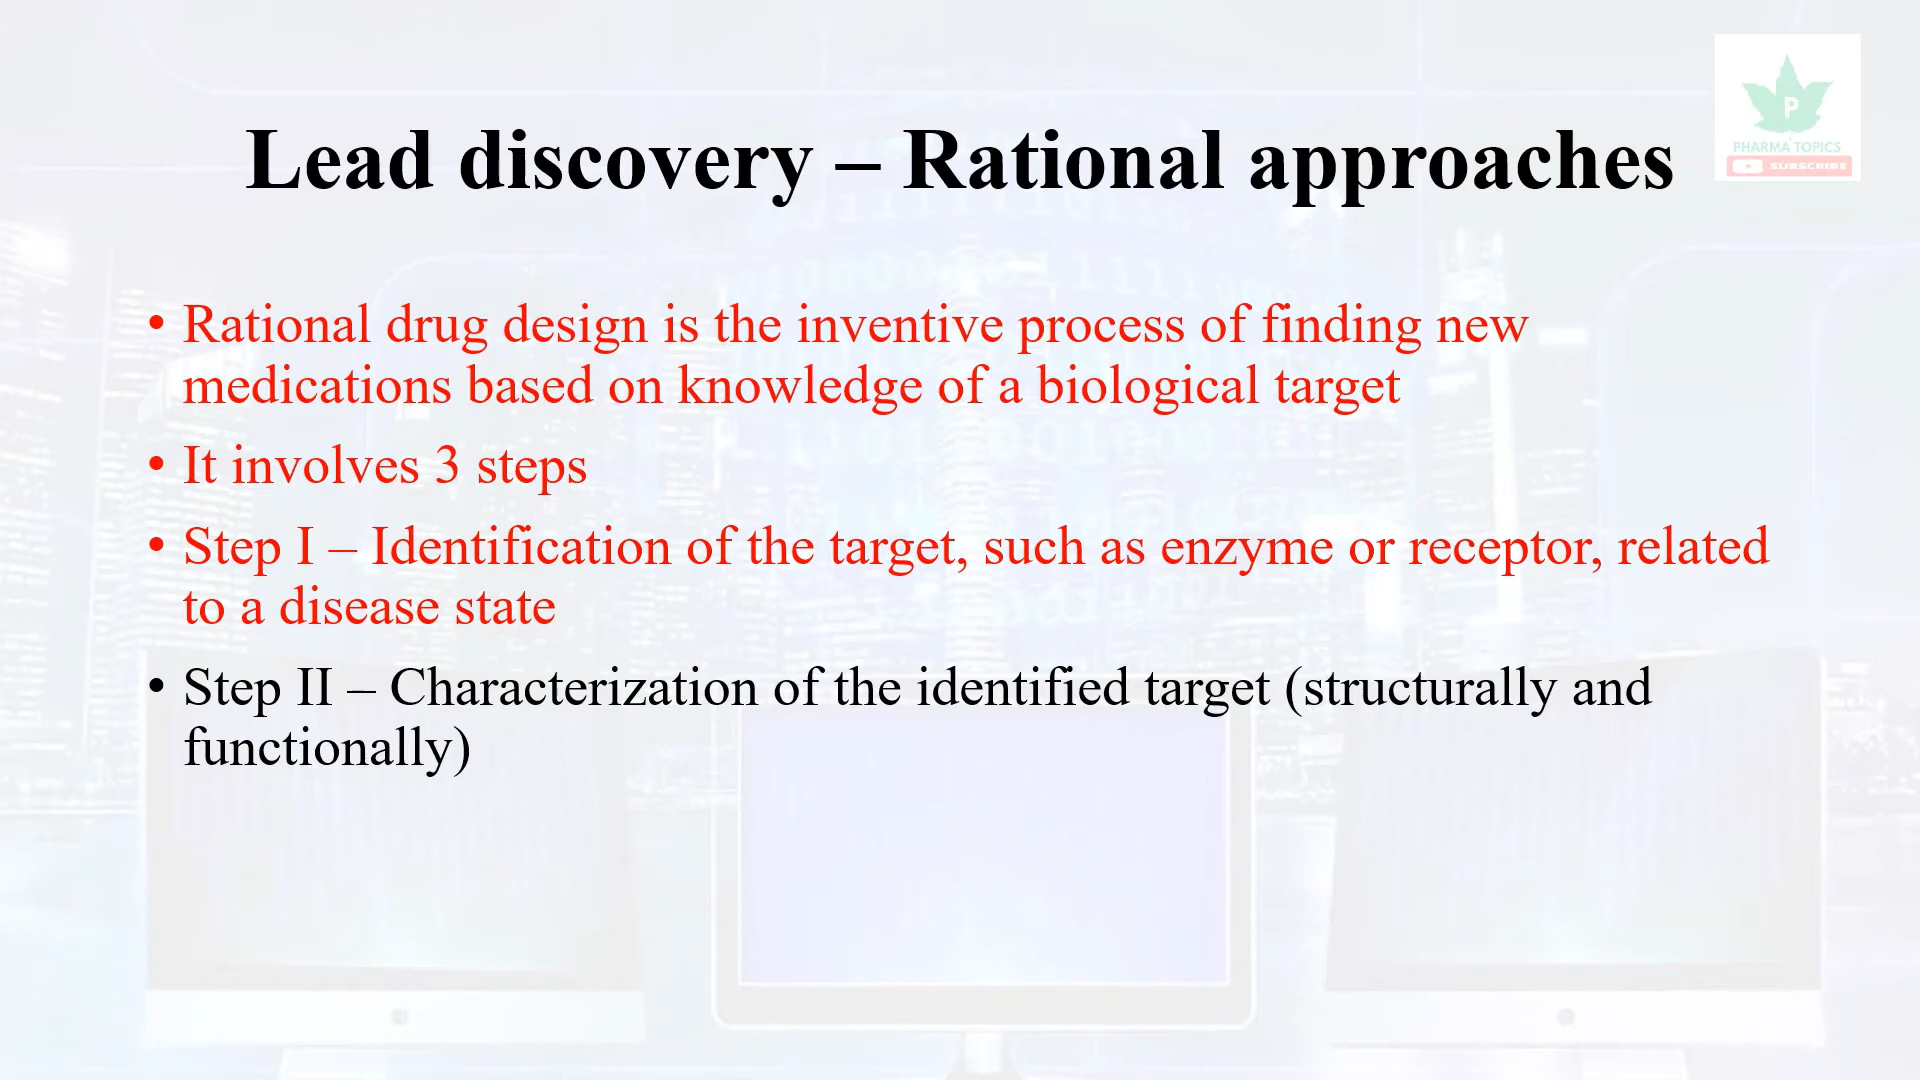 P
PHARMA TOPICS
SUBSCRIBE
Lead discovery – Rational approaches
• Rational drug design is the inventive process of finding new
medications based on knowledge of a biological target
• It involves 3 steps
• Step I – Identification of the target, such as enzyme or receptor, related
to a disease state
• Step II – Characterization of the identified target (structurally and
functionally)